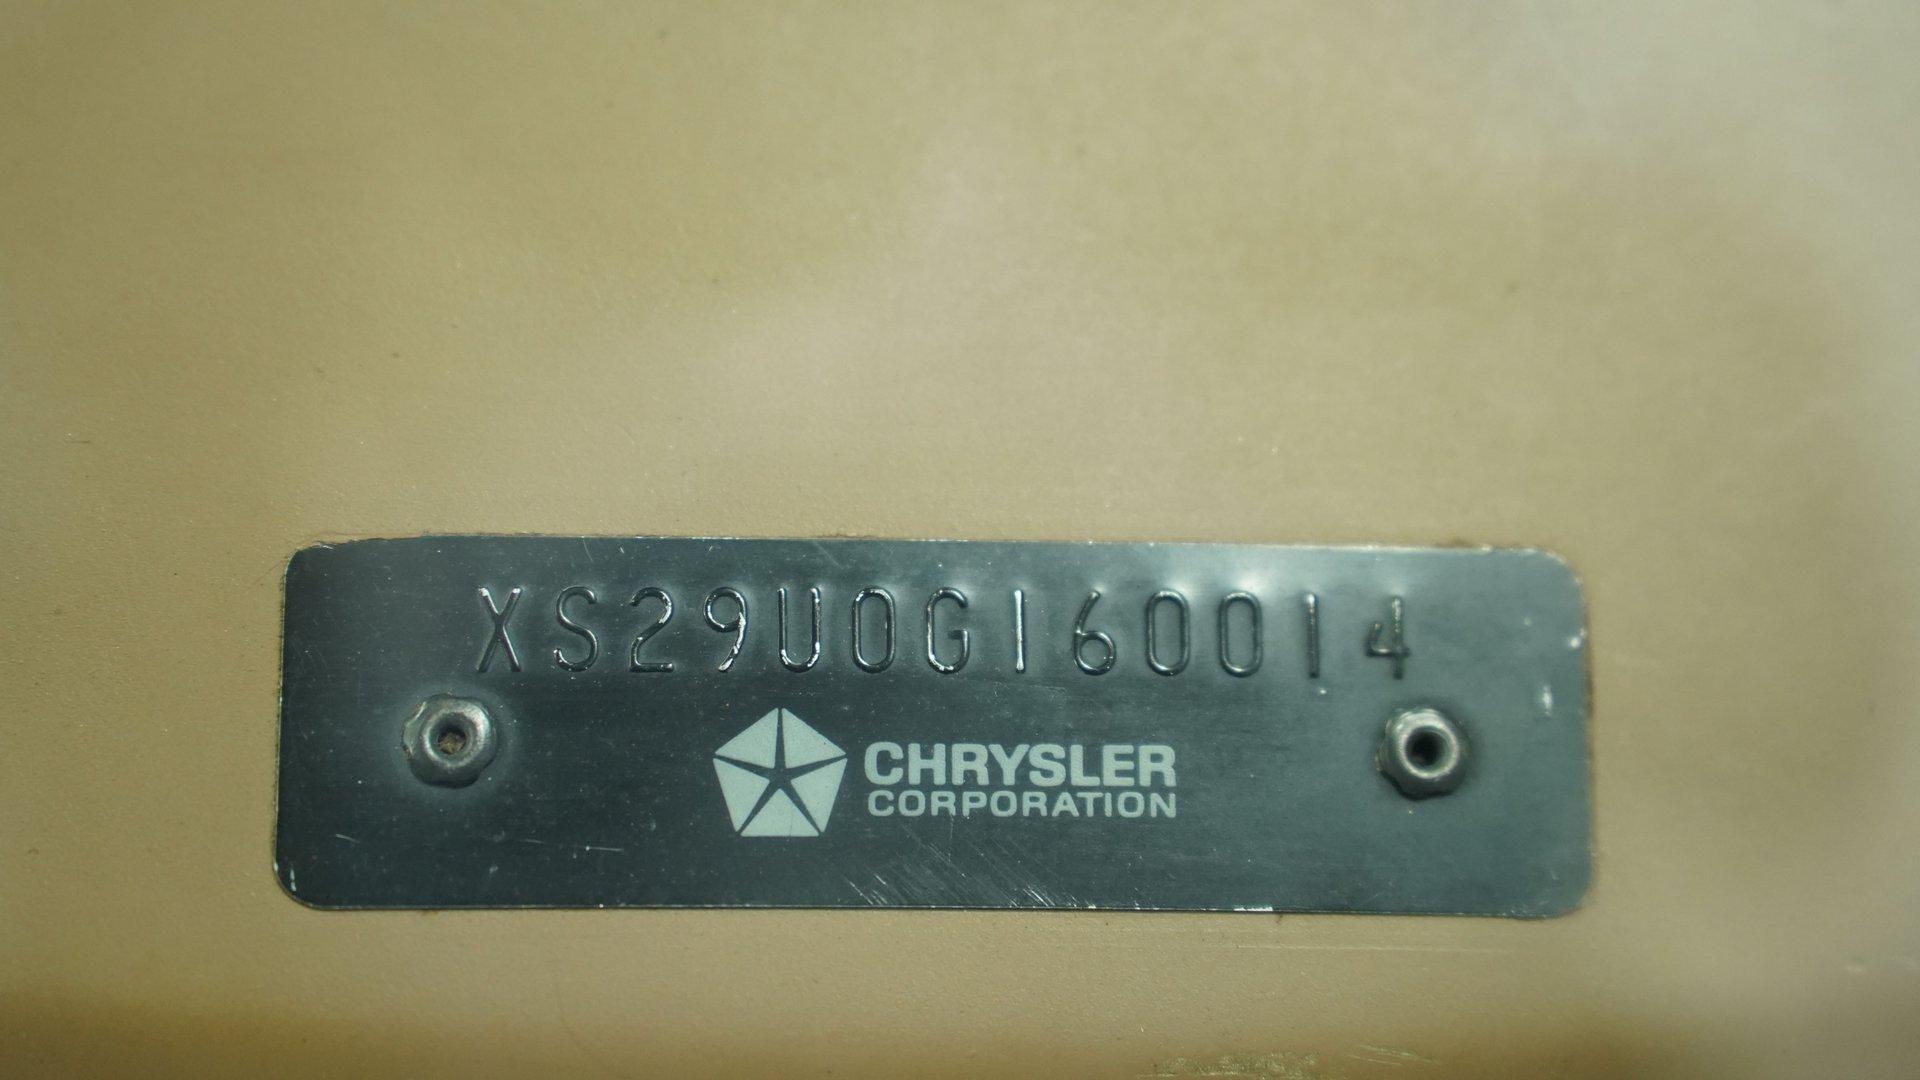 XS29U0G160014
CHRYSLER
CORPORATION